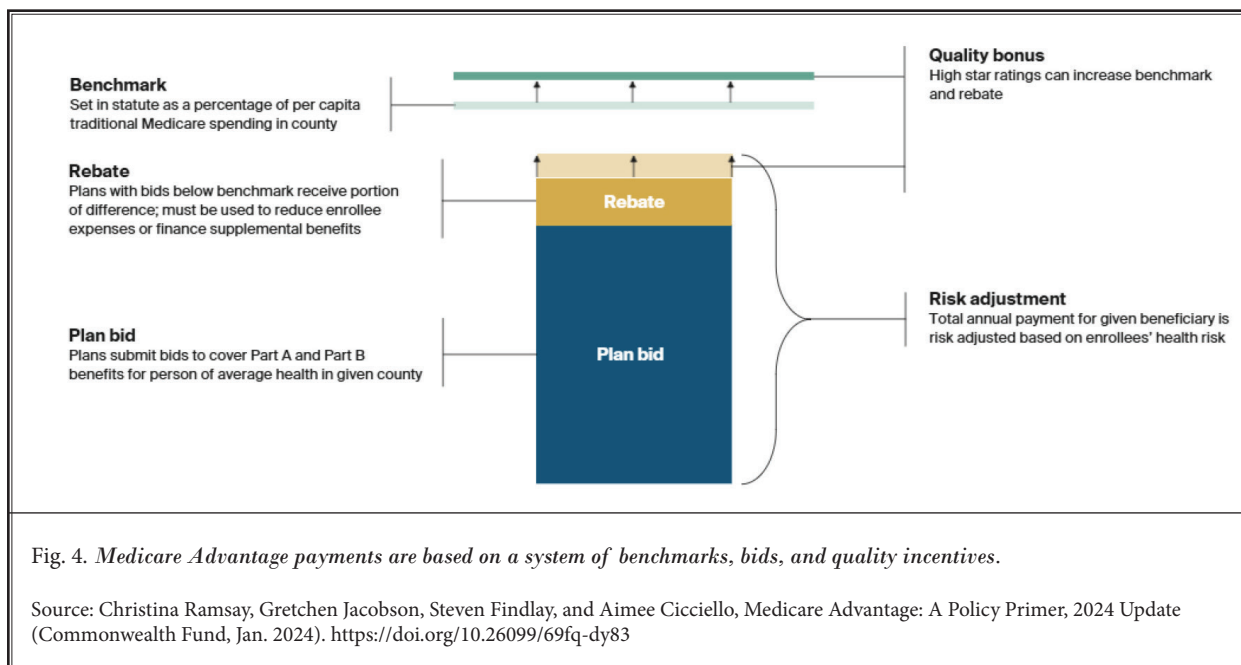 Benchmark
Set in statute as a percentage of per capita
traditional Medicare spending in county
Rebate
Plans with bids below benchmark receive portion
of difference; must be used to reduce enrollee
expenses or finance supplemental benefits
Plan bid
Plans submit bids to cover Part A and Part B
benefits for person of average health in given county
Rebate
Plan bid
Quality bonus
High star ratings can increase benchmark
and rebate
Risk adjustment
Total annual payment for given beneficiary is
risk adjusted based on enrollees' health risk
Fig. 4. Medicare Advantage payments are based on a system of benchmarks, bids, and quality incentives.
Source: Christina Ramsay, Gretchen Jacobson, Steven Findlay, and Aimee Cicciello, Medicare Advantage: A Policy Primer, 2024 Update
(Commonwealth Fund, Jan. 2024). https://doi.org/10.26099/69fq-dy83